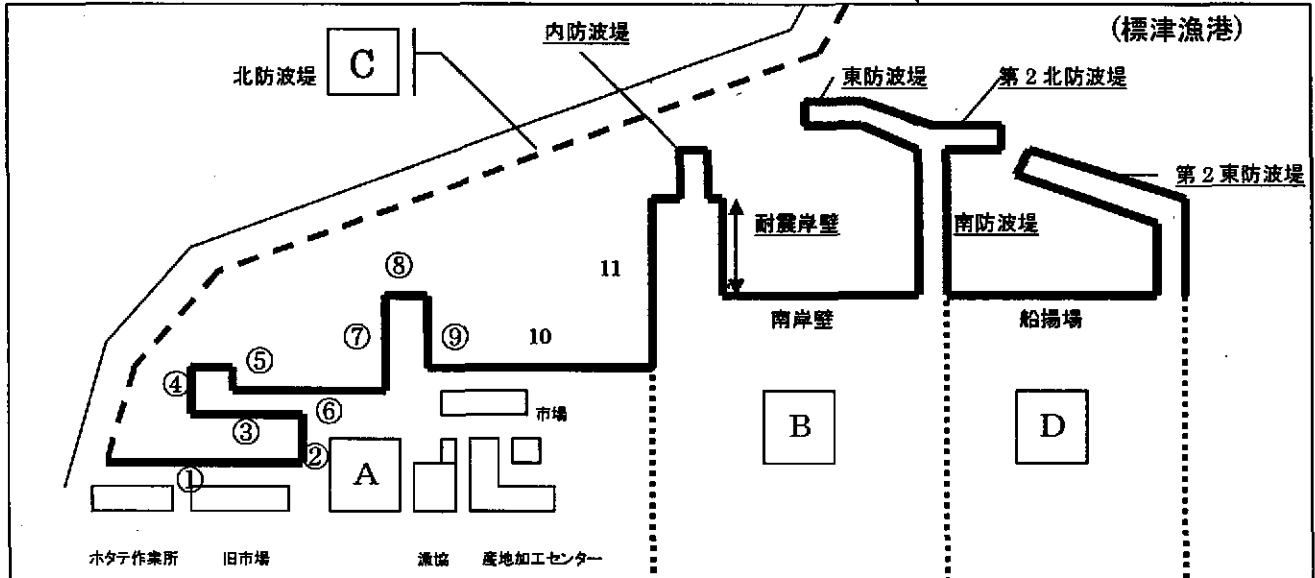 (標津漁港)
内防波堤
北防波堤 C
東防波堤
第2北防波堤
第2東防波堤
耐震岸壁
南防波堤
⑧
11
⑦
⑨
10
南岸壁
船揚場
⑤
④
⑥
市場
③
②
A
B
D
①
ホタテ作業所
旧市場
漁協
産地加工センター